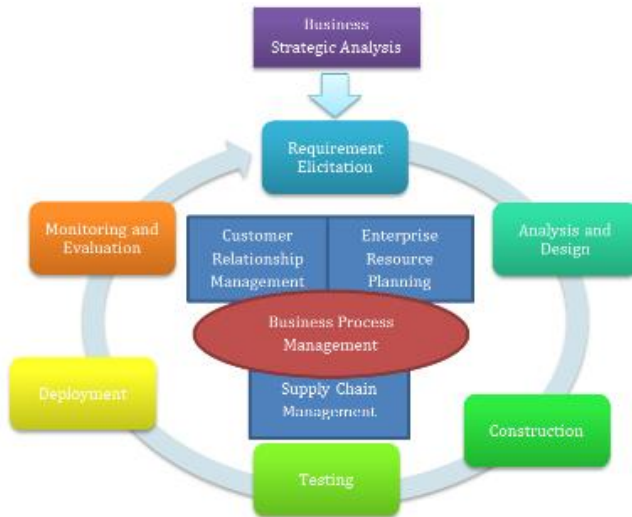 Business
Strategic Analysis
Requirement
Elicitation
Monitoring and
Evaluation
Customer
Relationship
Management
Enterprise
Resource
Planning
Analysis and
Design
Business Process
Management
Deployment
Supply Chain
Management
Construction
Testing